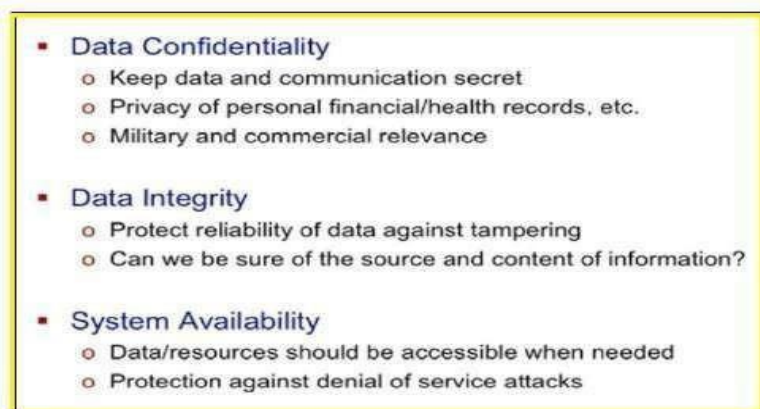 ▪ Data Confidentiality
o Keep data and communication secret
o Privacy of personal financial/health records, etc.
o Military and commercial relevance
▪ Data Integrity
o Protect reliability of data against tampering
o Can we be sure of the source and content of information?
▪ System Availability
o Data/resources should be accessible when needed
o Protection against denial of service attacks